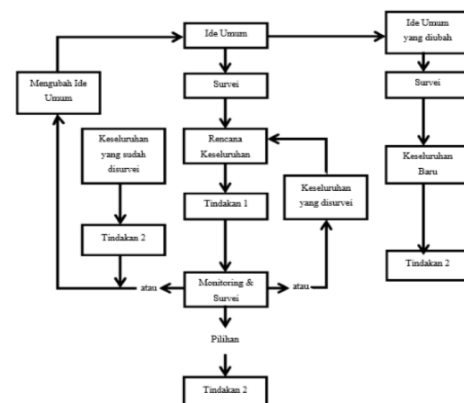 Ide Umum
Ide Umum
yang diubah
Mengubah Ide
Umum
Survei
Survei
Keseluruhan
yang sudah
disurvei
Rencana
Keseluruhan
Keseluruhan
Baru
Keseluruhan
yang disurvei
Tindakan 1
Tindakan 2
Tindakan 2
atau
Monitoring &
Survei
atau
Pilihan
Tindakan 2